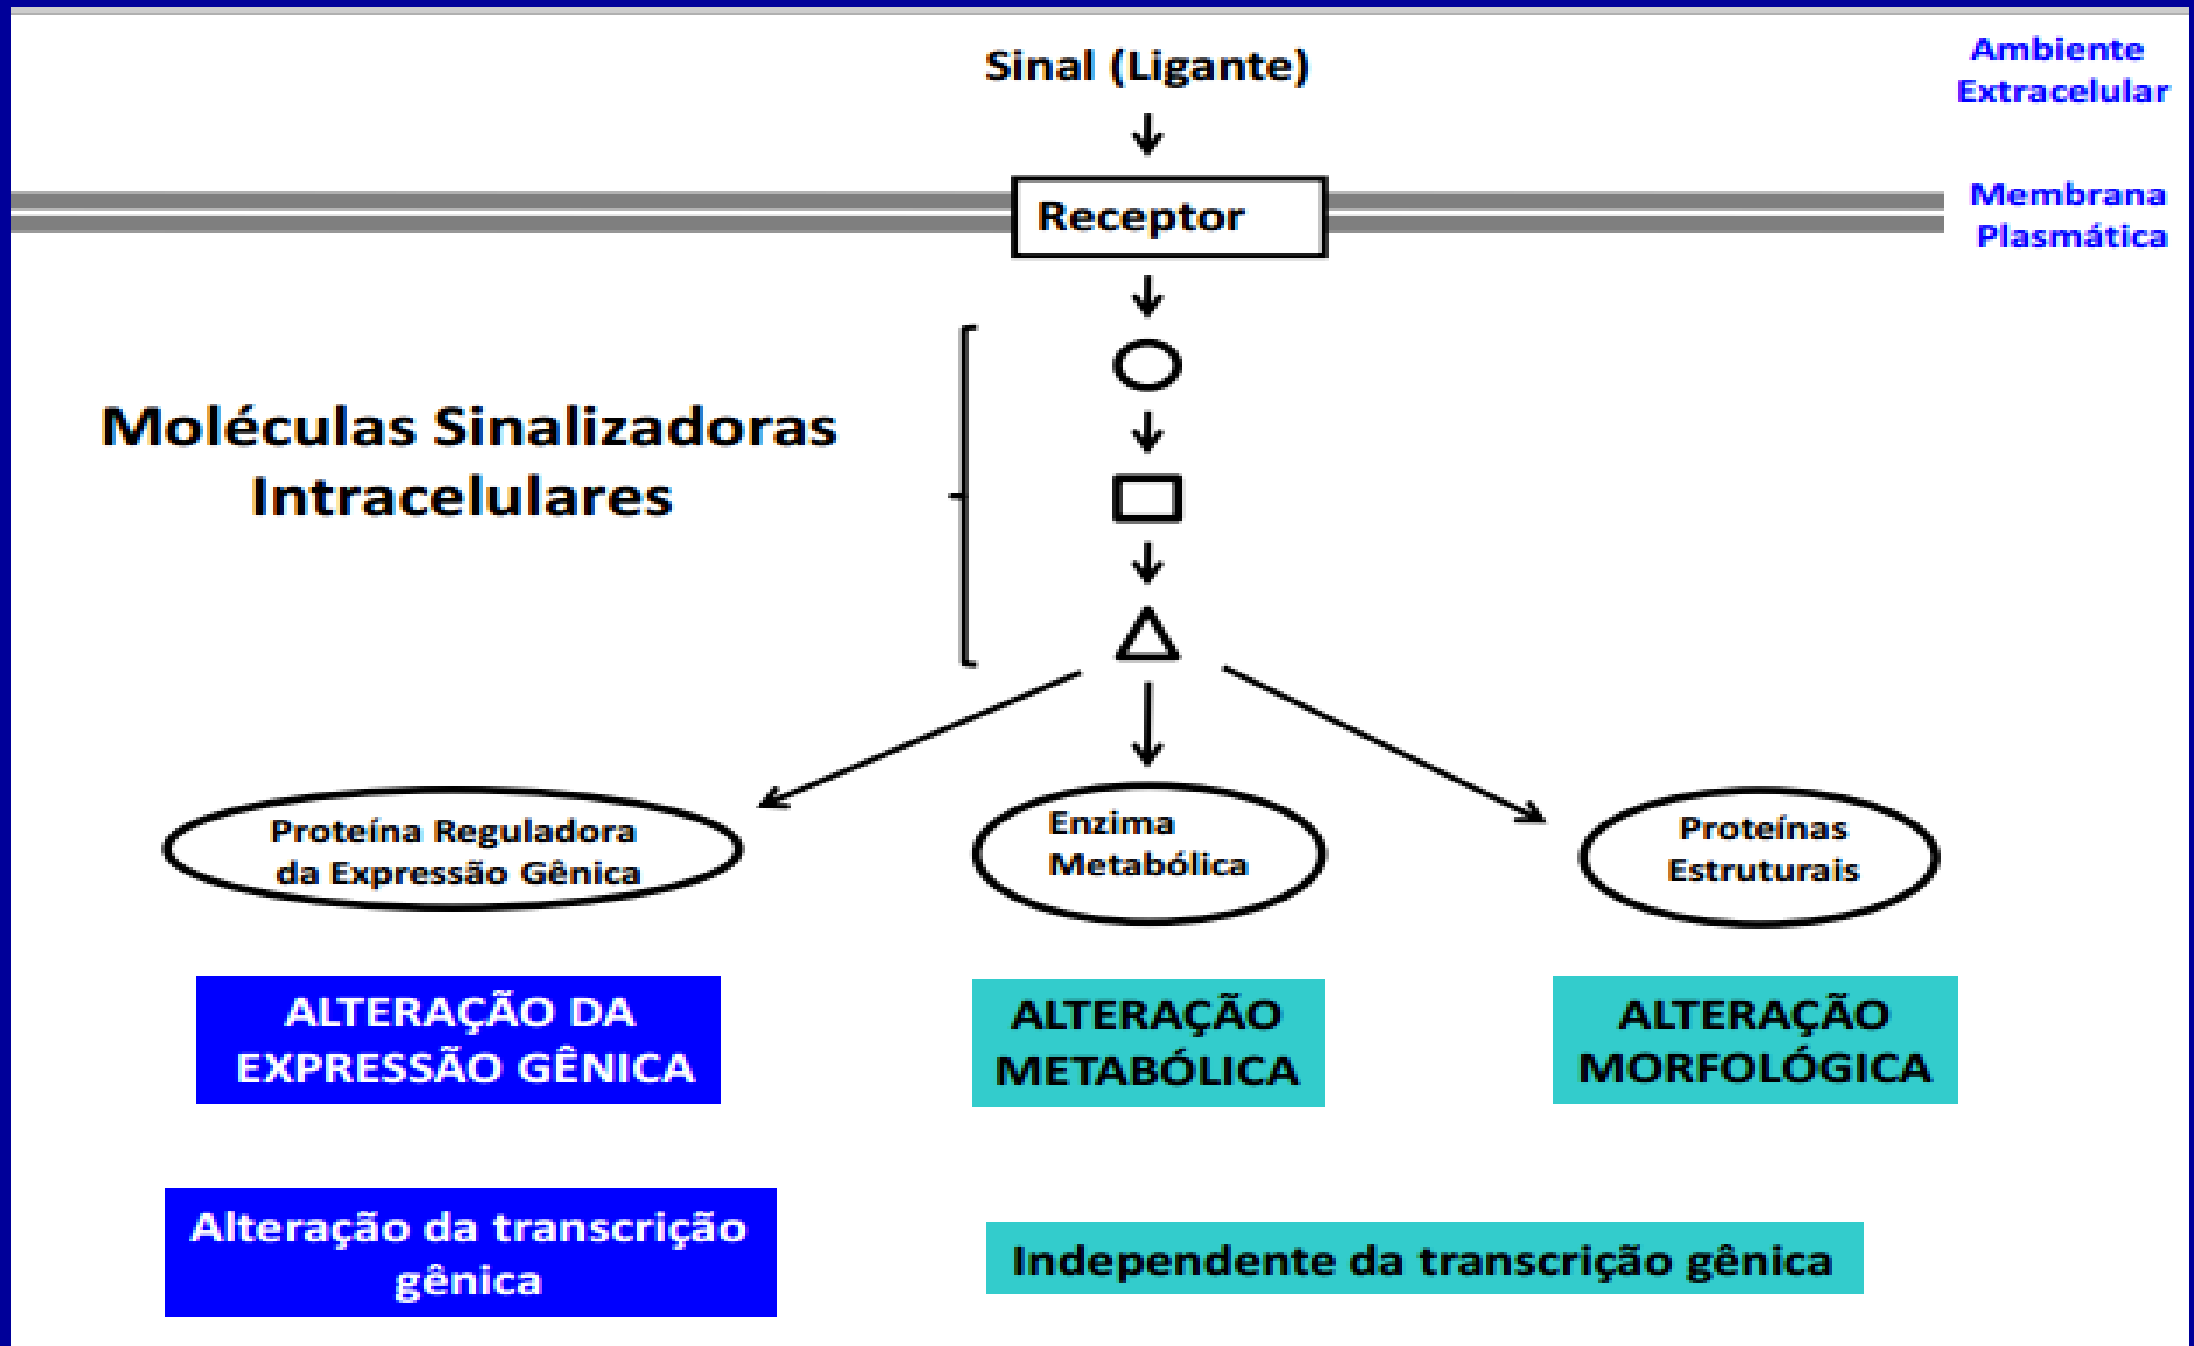 Sinal (Ligante)
Ambiente
Extracelular
Receptor
Membrana
Plasmática
Moléculas Sinalizadoras
Intracelulares
Proteína Reguladora
da Expressão Gênica
Enzima
Metabólica
Proteínas
Estruturais
ALTERAÇÃO DA
EXPRESSÃO GÊNICA
ALTERAÇÃO
METABÓLICA
ALTERAÇÃO
MORFOLÓGICA
Alteração da transcrição
gênica
Independente da transcrição gênica